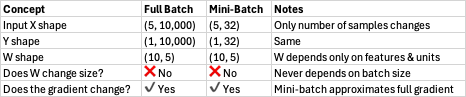 Concept Full Batch Mini-Batch Notes
Input X shape (5, 10,000) (5, 32) Only number of samples changes
Y shape (1, 10,000) (1, 32) Same
W shape (10, 5) (10, 5) W depends only on features & units
Does W change size? ❌ No ❌ No Never depends on batch size
Does the gradient change? ✔ Yes ✔ Yes Mini-batch approximates full gradient